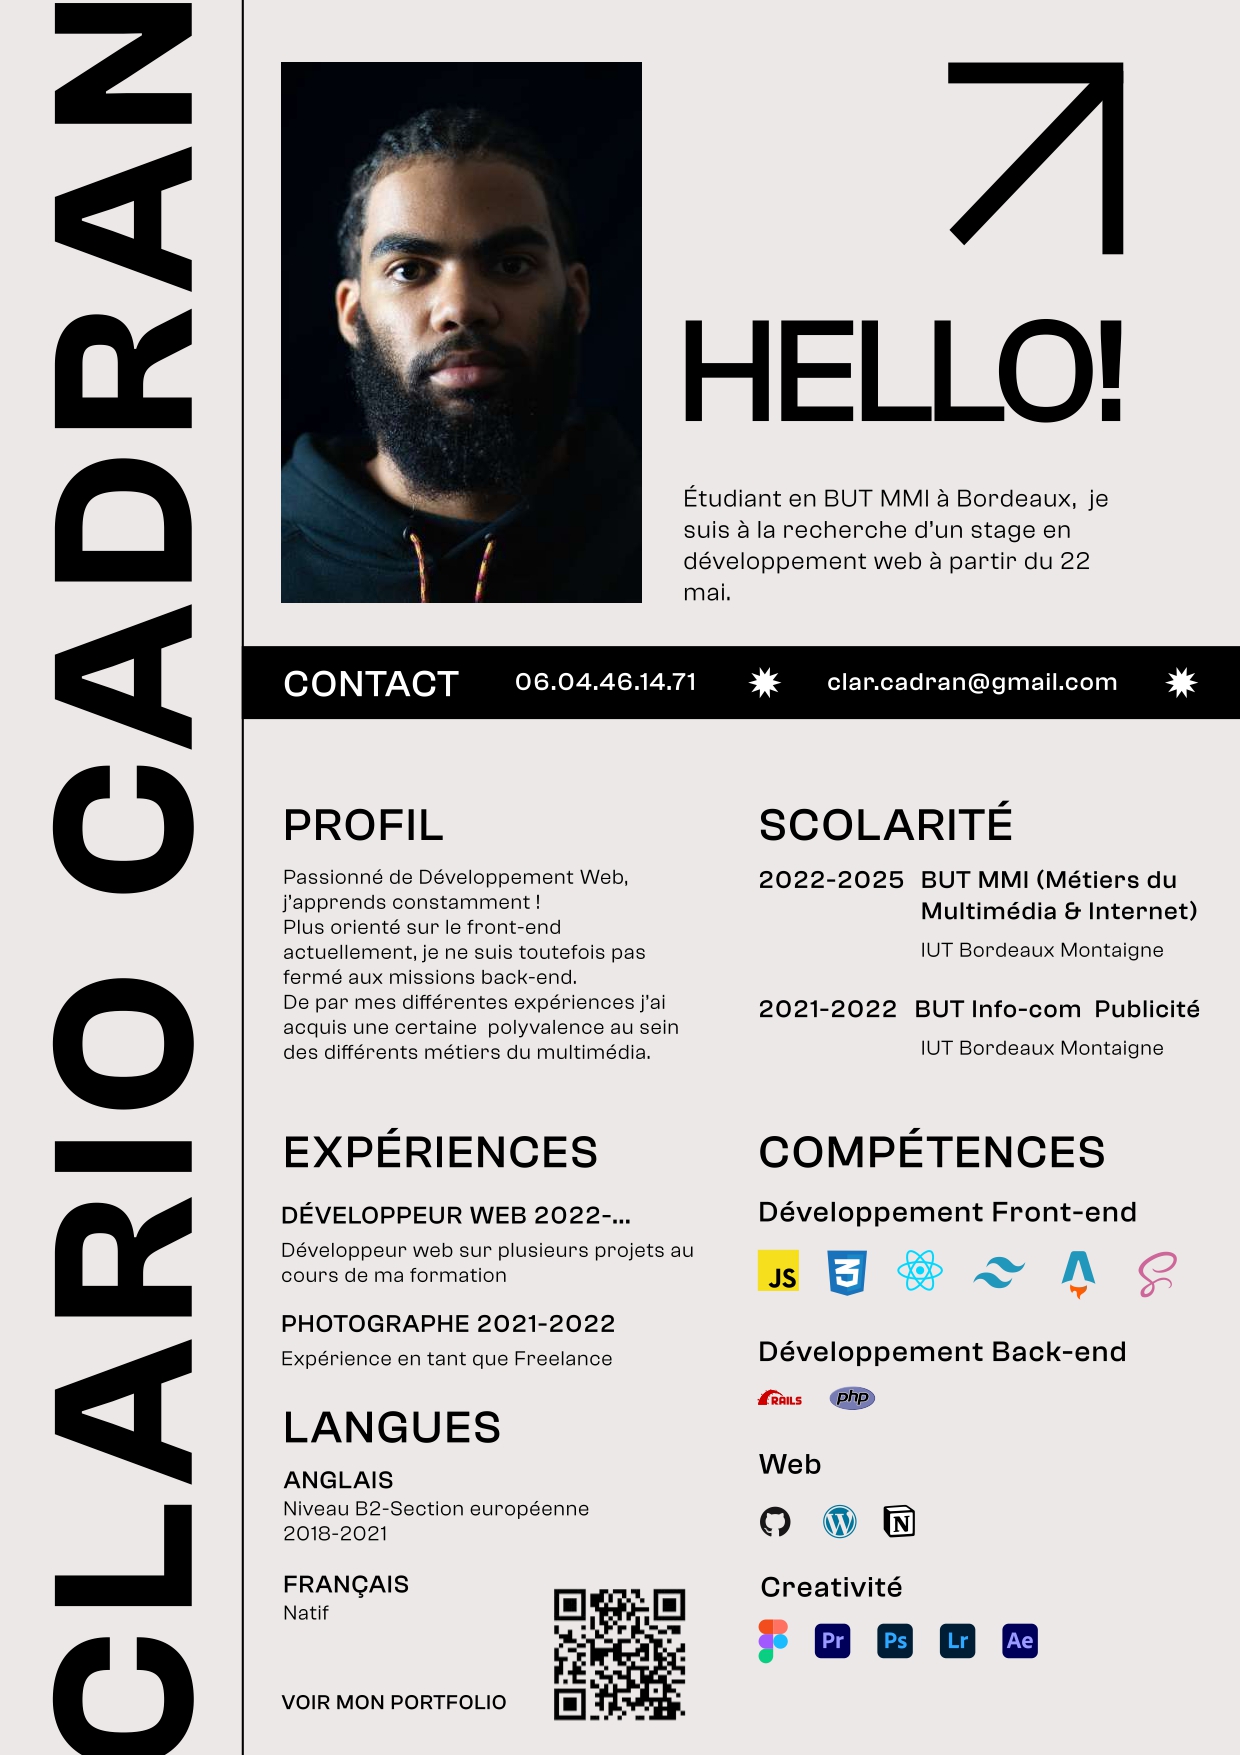 CLARIO CADRAN
HELLO!
Étudiant en BUT MMI à Bordeaux,  je
suis à la recherche d’un stage en
développement web à partir du 22
mai.
CONTACT
06.04.46.14.71
clar.cadran@gmail.com
PROFIL
Passionné de Développement Web,
j’apprends constamment !
Plus orienté sur le front-end
actuellement, je ne suis toutefois pas
fermé aux missions back-end.
De par mes différentes expériences j’ai
acquis une certaine  polyvalence au sein
des différents métiers du multimédia.
SCOLARITÉ
2022-2025 BUT MMI (Métiers du
Multimédia & Internet)
IUT Bordeaux Montaigne
2021-2022 BUT Info-com  Publicité
IUT Bordeaux Montaigne
EXPÉRIENCES
DÉVELOPPEUR WEB 2022-...
Développeur web sur plusieurs projets au
cours de ma formation
PHOTOGRAPHE 2021-2022
Expérience en tant que Freelance
LANGUES
ANGLAIS
Niveau B2-Section européenne
2018-2021
FRANÇAIS
Natif
VOIR MON PORTFOLIO
COMPÉTENCES
Développement Front-end
JS
Développement Back-end
RAILS php
Web
W N
Creativité
Pr Ps Lr Ae